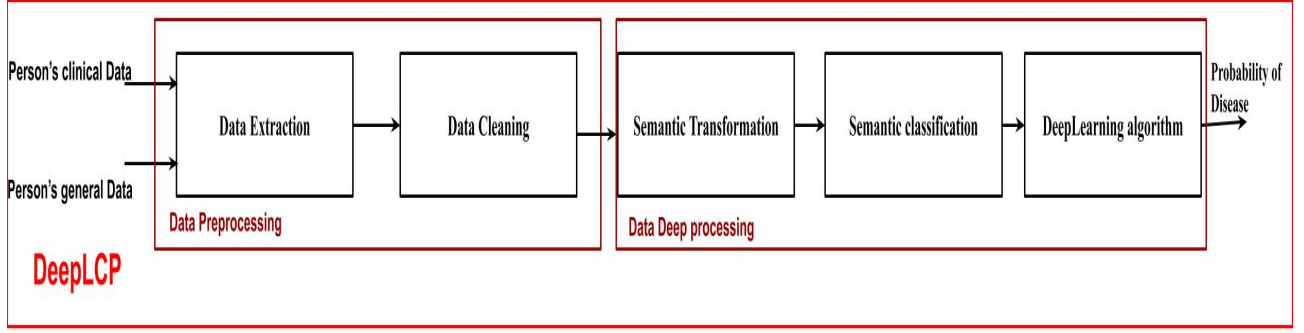 Person's clinical Data
Person's general Data
Data Extraction
Data Cleaning
Data Preprocessing
Semantic Transformation
Semantic classification
DeepLearning algorithm
Data Deep processing
Probability of
Disease
DeepLCP